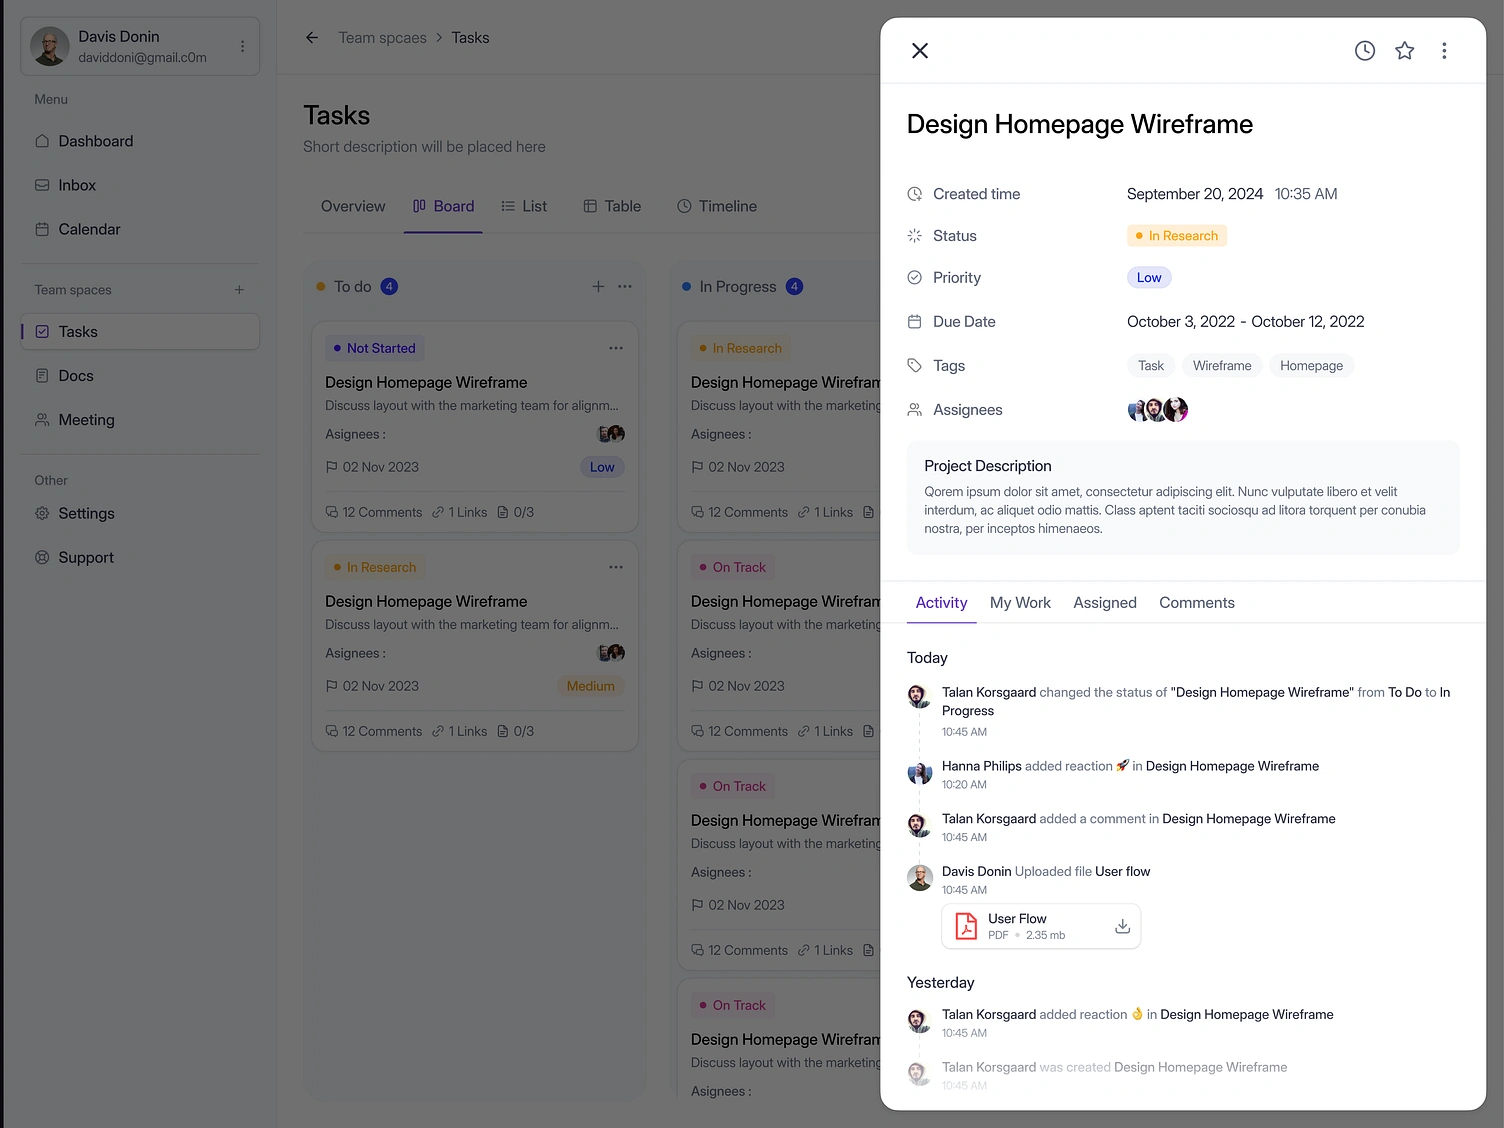 Davis Donin
daviddoni@gmail.c0m
Menu
Dashboard
Inbox
Calendar
Team spaces
Tasks
Docs
Meeting
Other
Settings
Support
Team spcaes > Tasks
Tasks
Short description will be placed here
Overview Board List Table Timeline
To do 4
Not Started
Design Homepage Wireframe
Discuss layout with the marketing team for alignm...
Asignees :
02 Nov 2023 Low
12 Comments 1 Links 0/3
In Research
Design Homepage Wireframe
Discuss layout with the marketing team for alignm...
Asignees :
02 Nov 2023 Medium
12 Comments 1 Links 0/3
In Progress 4
In Research
Design Homepage Wirefram
Discuss layout with the marketing
Asignees :
02 Nov 2023
12 Comments 1 Links
On Track
Design Homepage Wirefram
Discuss layout with the marketing
Asignees :
02 Nov 2023
12 Comments 1 Links
On Track
Design Homepage Wirefram
Discuss layout with the marketing
Asignees :
02 Nov 2023
12 Comments 1 Links
On Track
Design Homepage Wirefram
Discuss layout with the marketing
Asignees :
Design Homepage Wireframe
Created time September 20, 2024 10:35 AM
Status In Research
Priority Low
Due Date October 3, 2022 - October 12, 2022
Tags Task Wireframe Homepage
Assignees
Project Description
Qorem ipsum dolor sit amet, consectetur adipiscing elit. Nunc vulputate libero et velit
interdum, ac aliquet odio mattis. Class aptent taciti sociosqu ad litora torquent per conubia
nostra, per inceptos himenaeos.
Activity My Work Assigned Comments
Today
Talan Korsgaard changed the status of "Design Homepage Wireframe" from To Do to In
Progress
10:45 AM
Hanna Philips added reaction 🚀 in Design Homepage Wireframe
10:20 AM
Talan Korsgaard added a comment in Design Homepage Wireframe
10:45 AM
Davis Donin Uploaded file User flow
10:45 AM
User Flow
PDF • 2.35 mb
Yesterday
Talan Korsgaard added reaction 👌 in Design Homepage Wireframe
10:45 AM
Talan Korsgaard was created Design Homepage Wireframe
10:45 AM